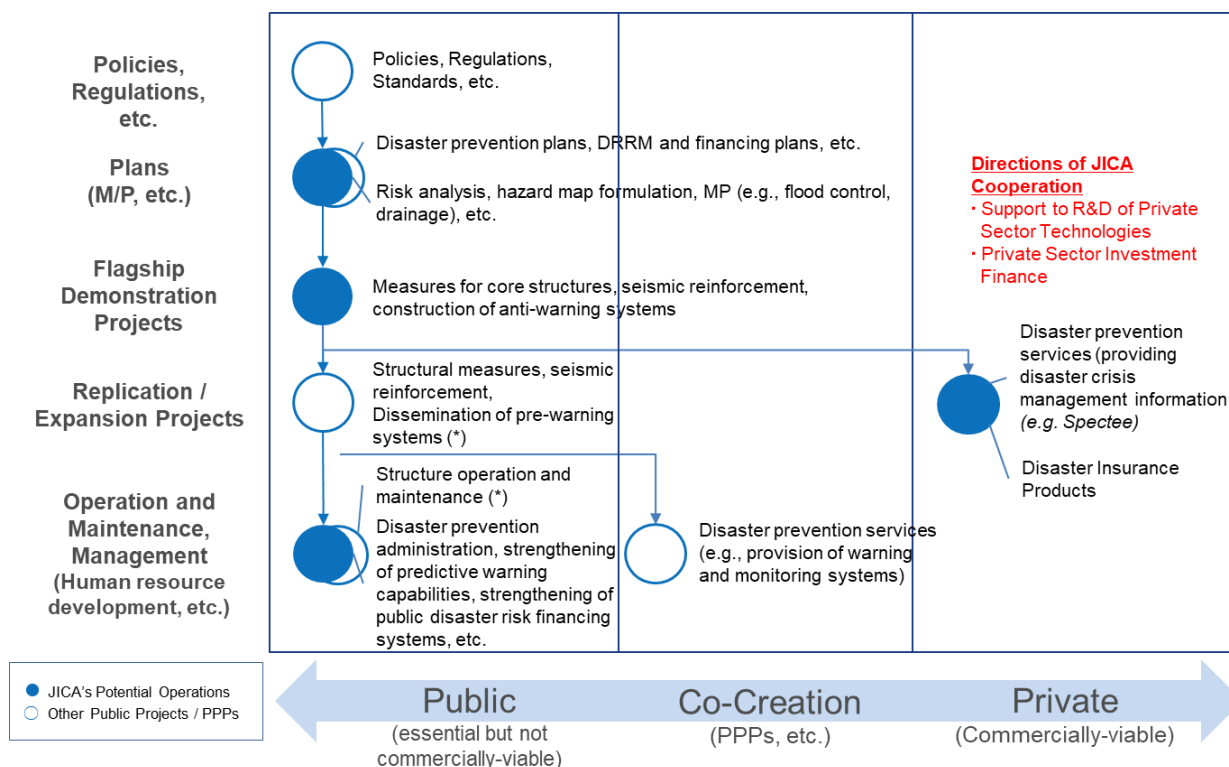 Policies,
Regulations,
etc.
Policies, Regulations,
Standards, etc.
Plans
(M/P, etc.)
Disaster prevention plans, DRRM and financing plans, etc.
Risk analysis, hazard map formulation, MP (e.g., flood control,
drainage), etc.
Directions of JICA
Cooperation
・Support to R&D of Private
Sector Technologies
・Private Sector Investment
Finance
Flagship
Demonstration
Projects
Measures for core structures, seismic reinforcement,
construction of anti-warning systems
Replication /
Expansion Projects
Structural measures, seismic
reinforcement,
Dissemination of pre-warning
systems (*)
Disaster prevention
services (providing
disaster crisis
management information
(e.g. Spectee)
Disaster Insurance
Products
Operation and
Maintenance,
Management
(Human resource
development, etc.)
Structure operation and
maintenance (*)
Disaster prevention
administration, strengthening
of predictive warning
capabilities, strengthening of
public disaster risk financing
systems, etc.
Disaster prevention services
(e.g., provision of warning
and monitoring systems)
JICA's Potential Operations
Other Public Projects / PPPs
Public
(essential but not
commercially-viable)
Co-Creation
(PPPs, etc.)
Private
(Commercially-viable)